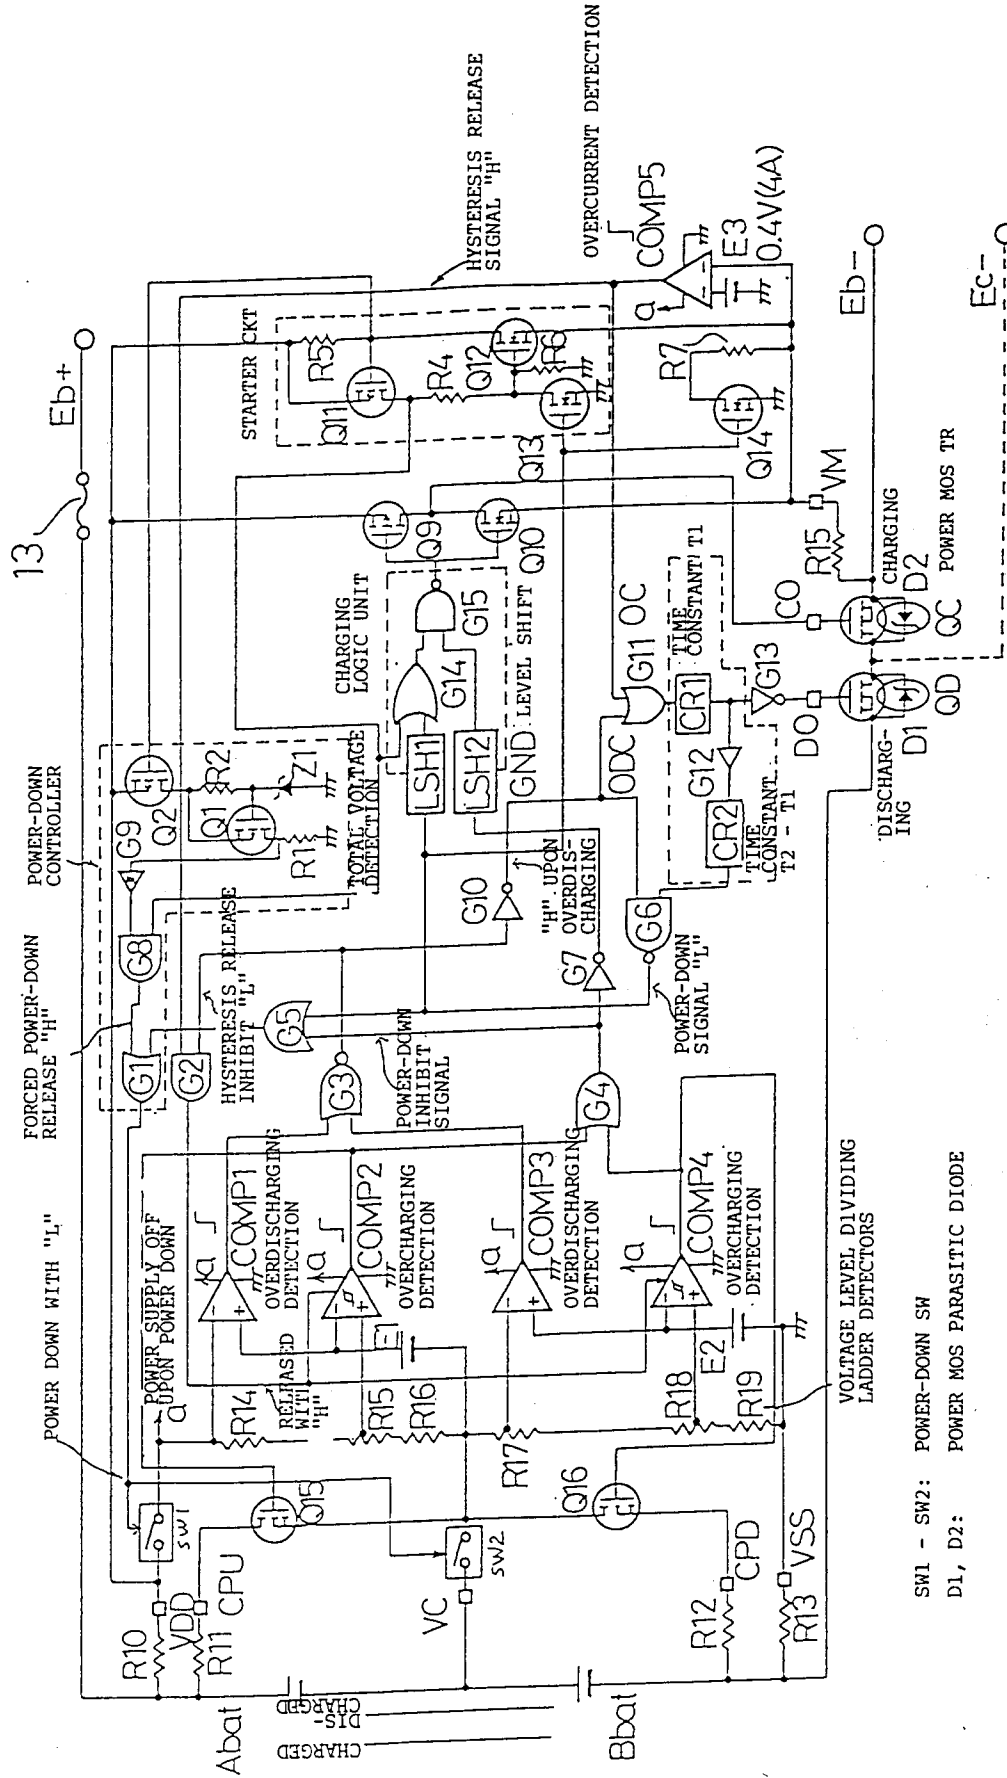 13
Eb+
FORCED POWER-DOWN
RELEASE "H"
POWER-DOWN
CONTROLLER
POWER DOWN WITH "L"
STARTER CKT
HYSTERESIS RELEASE
SIGNAL "H"
OVERCURRENT DETECTION
POWER SUPPLY OFF
UPON POWER DOWN
a
G1
G8
G9
Q2
Q1
R2
R1
Z1
TOTAL VOLTAGE
DETECTION
G2
HYSTERESIS RELEASE
INHIBIT "L"
CHARGING
LOGIC UNIT
Q11
R5
R4
Q12
R6
Q13
R7
Q14
COMP5
a
E3
0.4V(4A)
Q9
Q10
G15
G14
LSH1
LSH2
GND LEVEL SHIFT
R10
VDD
SW1
R11
CPU
Q15
R14
RELEASED
WITH
"H"
a
COMP1
OVERDISCHARGING
DETECTION
a
COMP2
OVERCHARGING
DETECTION
E1
R15
R16
G3
G5
POWER-DOWN
INHIBIT
SIGNAL
G10
"H" UPON
OVERDIS-
CHARGING
ODC
G11
OC
Abat
CHARGED
DIS-
CHARGED
VC
SW2
R17
a
COMP3
OVERDISCHARGING
DETECTION
G4
G7
G6
POWER-DOWN
SIGNAL "L"
CR1
TIME
CONSTANT T1
G12
G13
CR2
TIME
CONSTANT
T2 - T1
Bbat
Q16
R18
R19
E2
a
COMP4
OVERCHARGING
DETECTION
R12
CPD
R13
VSS
VOLTAGE LEVEL DIVIDING
LADDER DETECTORS
DO
CO
VM
R15
Eb-
Ec-
DISCHARG-
ING
D1
QD
CHARGING
D2
QC
POWER MOS TR
SW1 - SW2: POWER-DOWN SW
D1, D2: POWER MOS PARASITIC DIODE